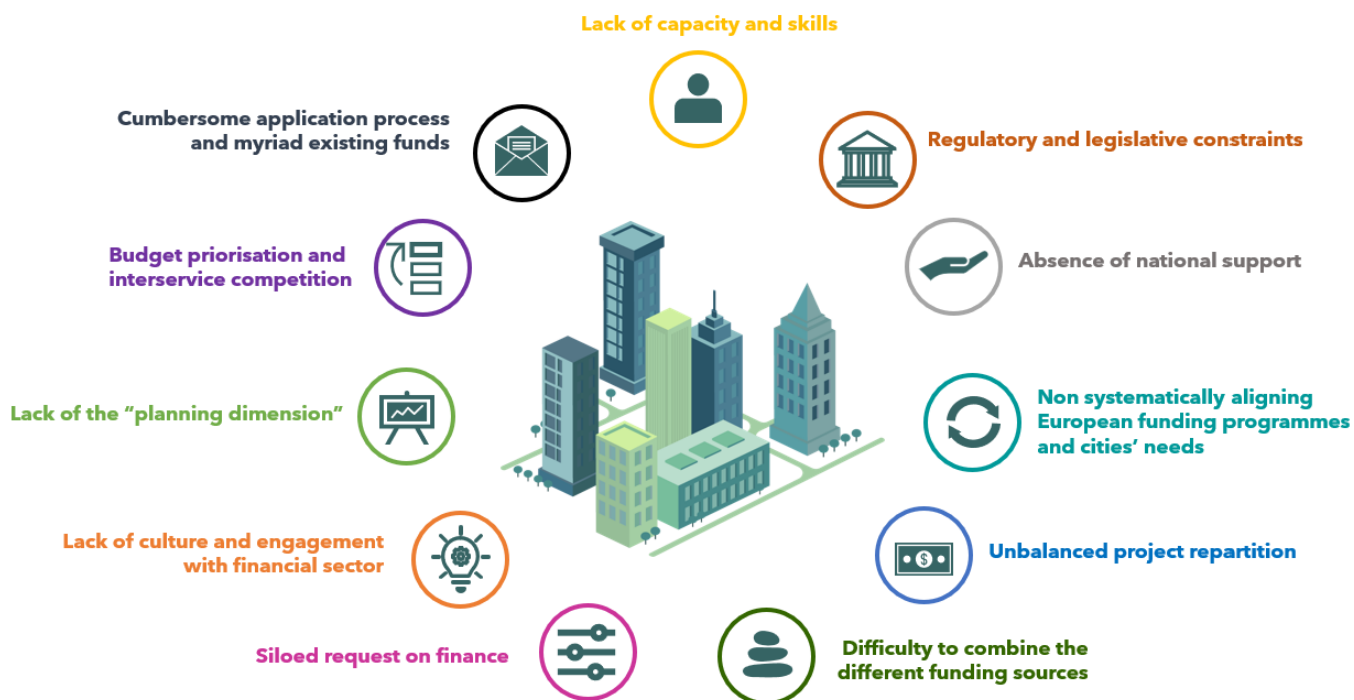 Lack of capacity and skills
Cumbersome application process
and myriad existing funds
Regulatory and legislative constraints
Budget priorisation and
interservice competition
Absence of national support
Lack of the “planning dimension”
Non systematically aligning
European funding programmes
and cities’ needs
Lack of culture and engagement
with financial sector
Unbalanced project repartition
Siloed request on finance
Difficulty to combine the
different funding sources
$